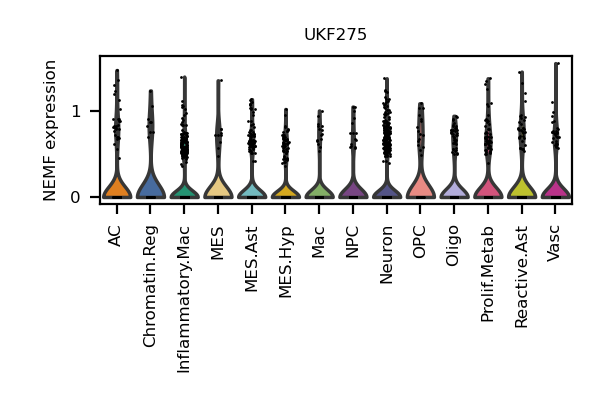 UKF275
NEMF expression
1
0
AC
Chromatin.Reg
Inflammatory.Mac
MES
MES.Ast
MES.Hyp
Mac
NPC
Neuron
OPC
Oligo
Prolif.Metab
Reactive.Ast
Vasc